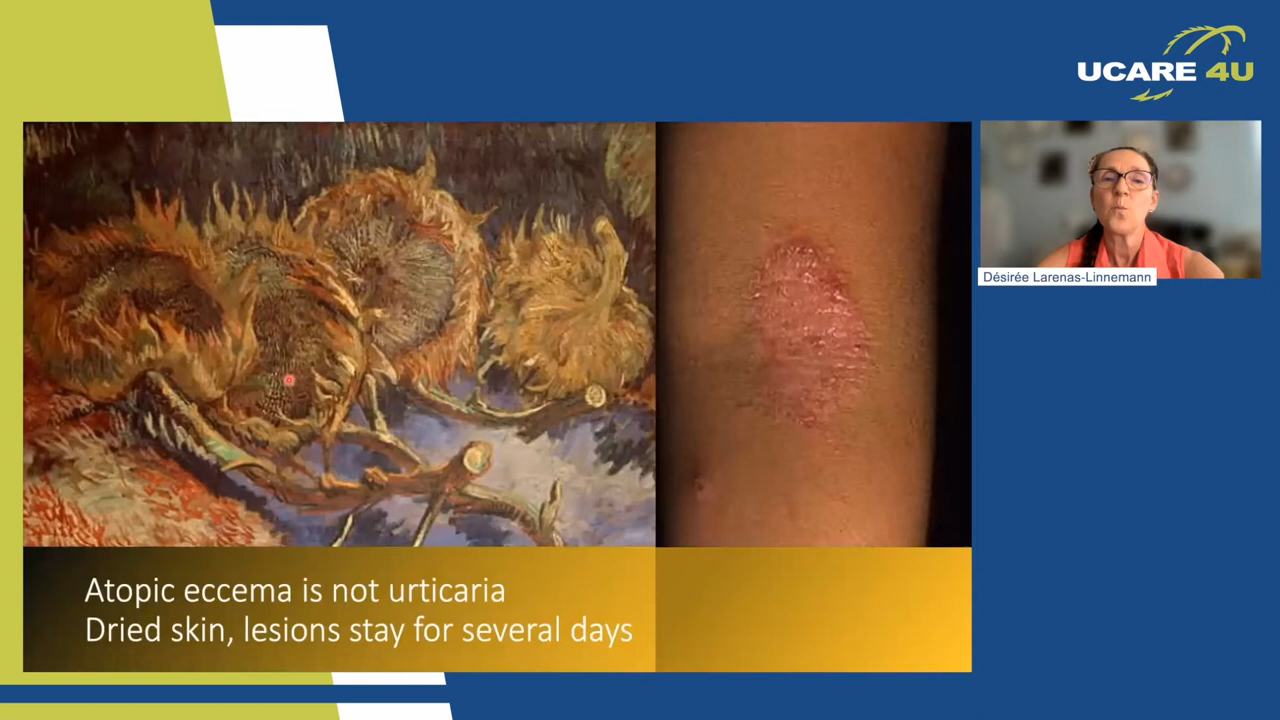 UCARE 4U
Désirée Larenas-Linnemann
Atopic eccema is not urticaria
Dried skin, lesions stay for several days